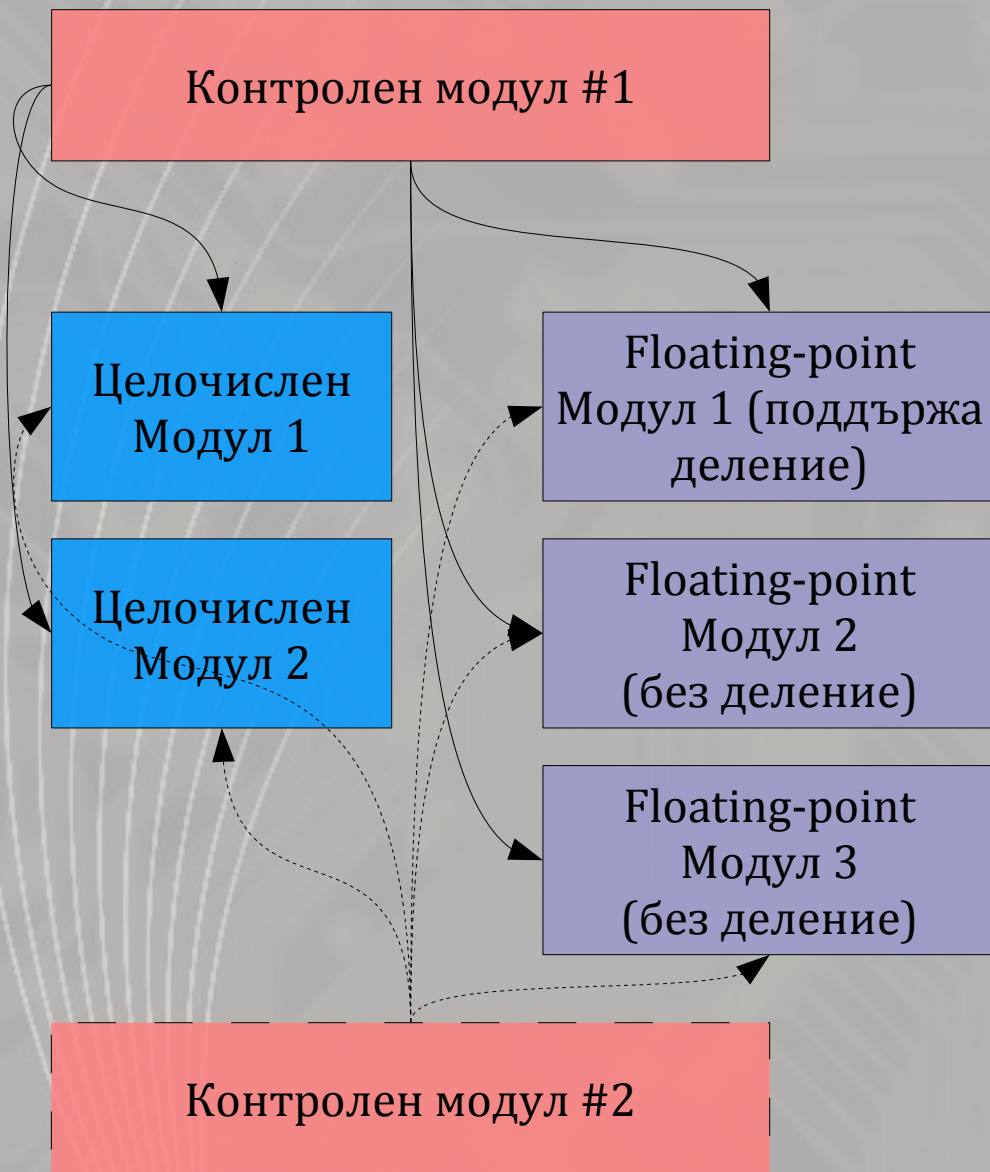 Контролен модул #1
Целочислен
Модул 1
Floating-point
Модул 1 (поддържа
деление)
Целочислен
Модул 2
Floating-point
Модул 2
(без деление)
Floating-point
Модул 3
(без деление)
Контролен модул #2